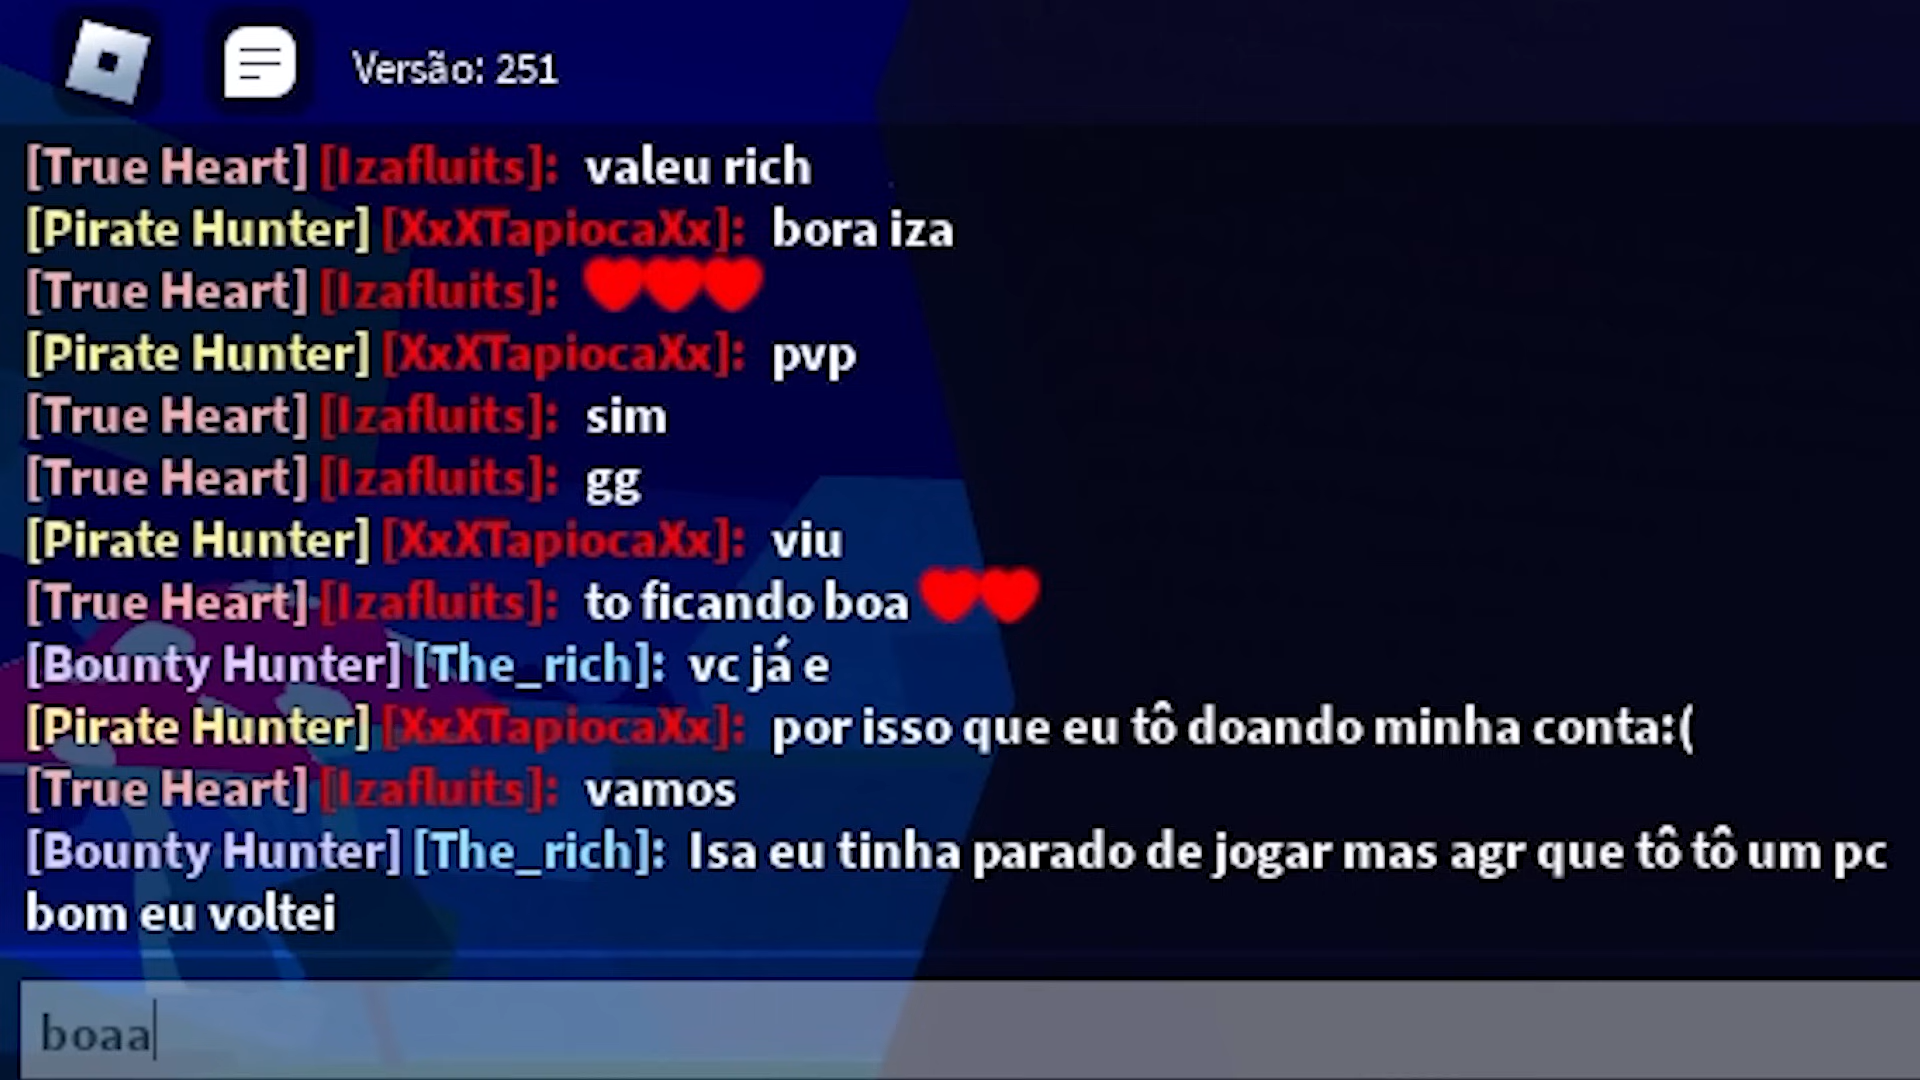 Versão: 251
[True Heart] [Izafluits]: valeu rich
[Pirate Hunter] [XxXTapiocaXx]: bora iza
[True Heart] [Izafluits]: ❤❤❤
[Pirate Hunter] [XxXTapiocaXx]: pvp
[True Heart] [Izafluits]: sim
[True Heart] [Izafluits]: gg
[Pirate Hunter] [XxXTapiocaXx]: viu
[True Heart] [Izafluits]: to ficando boa ❤❤
[Bounty Hunter] [The_rich]: vc já e
[Pirate Hunter] [XxXTapiocaXx]: por isso que eu tô doando minha conta:(
[True Heart] [Izafluits]: vamos
[Bounty Hunter] [The_rich]: Isa eu tinha parado de jogar mas agr que tô tô um pc
bom eu voltei
boaa